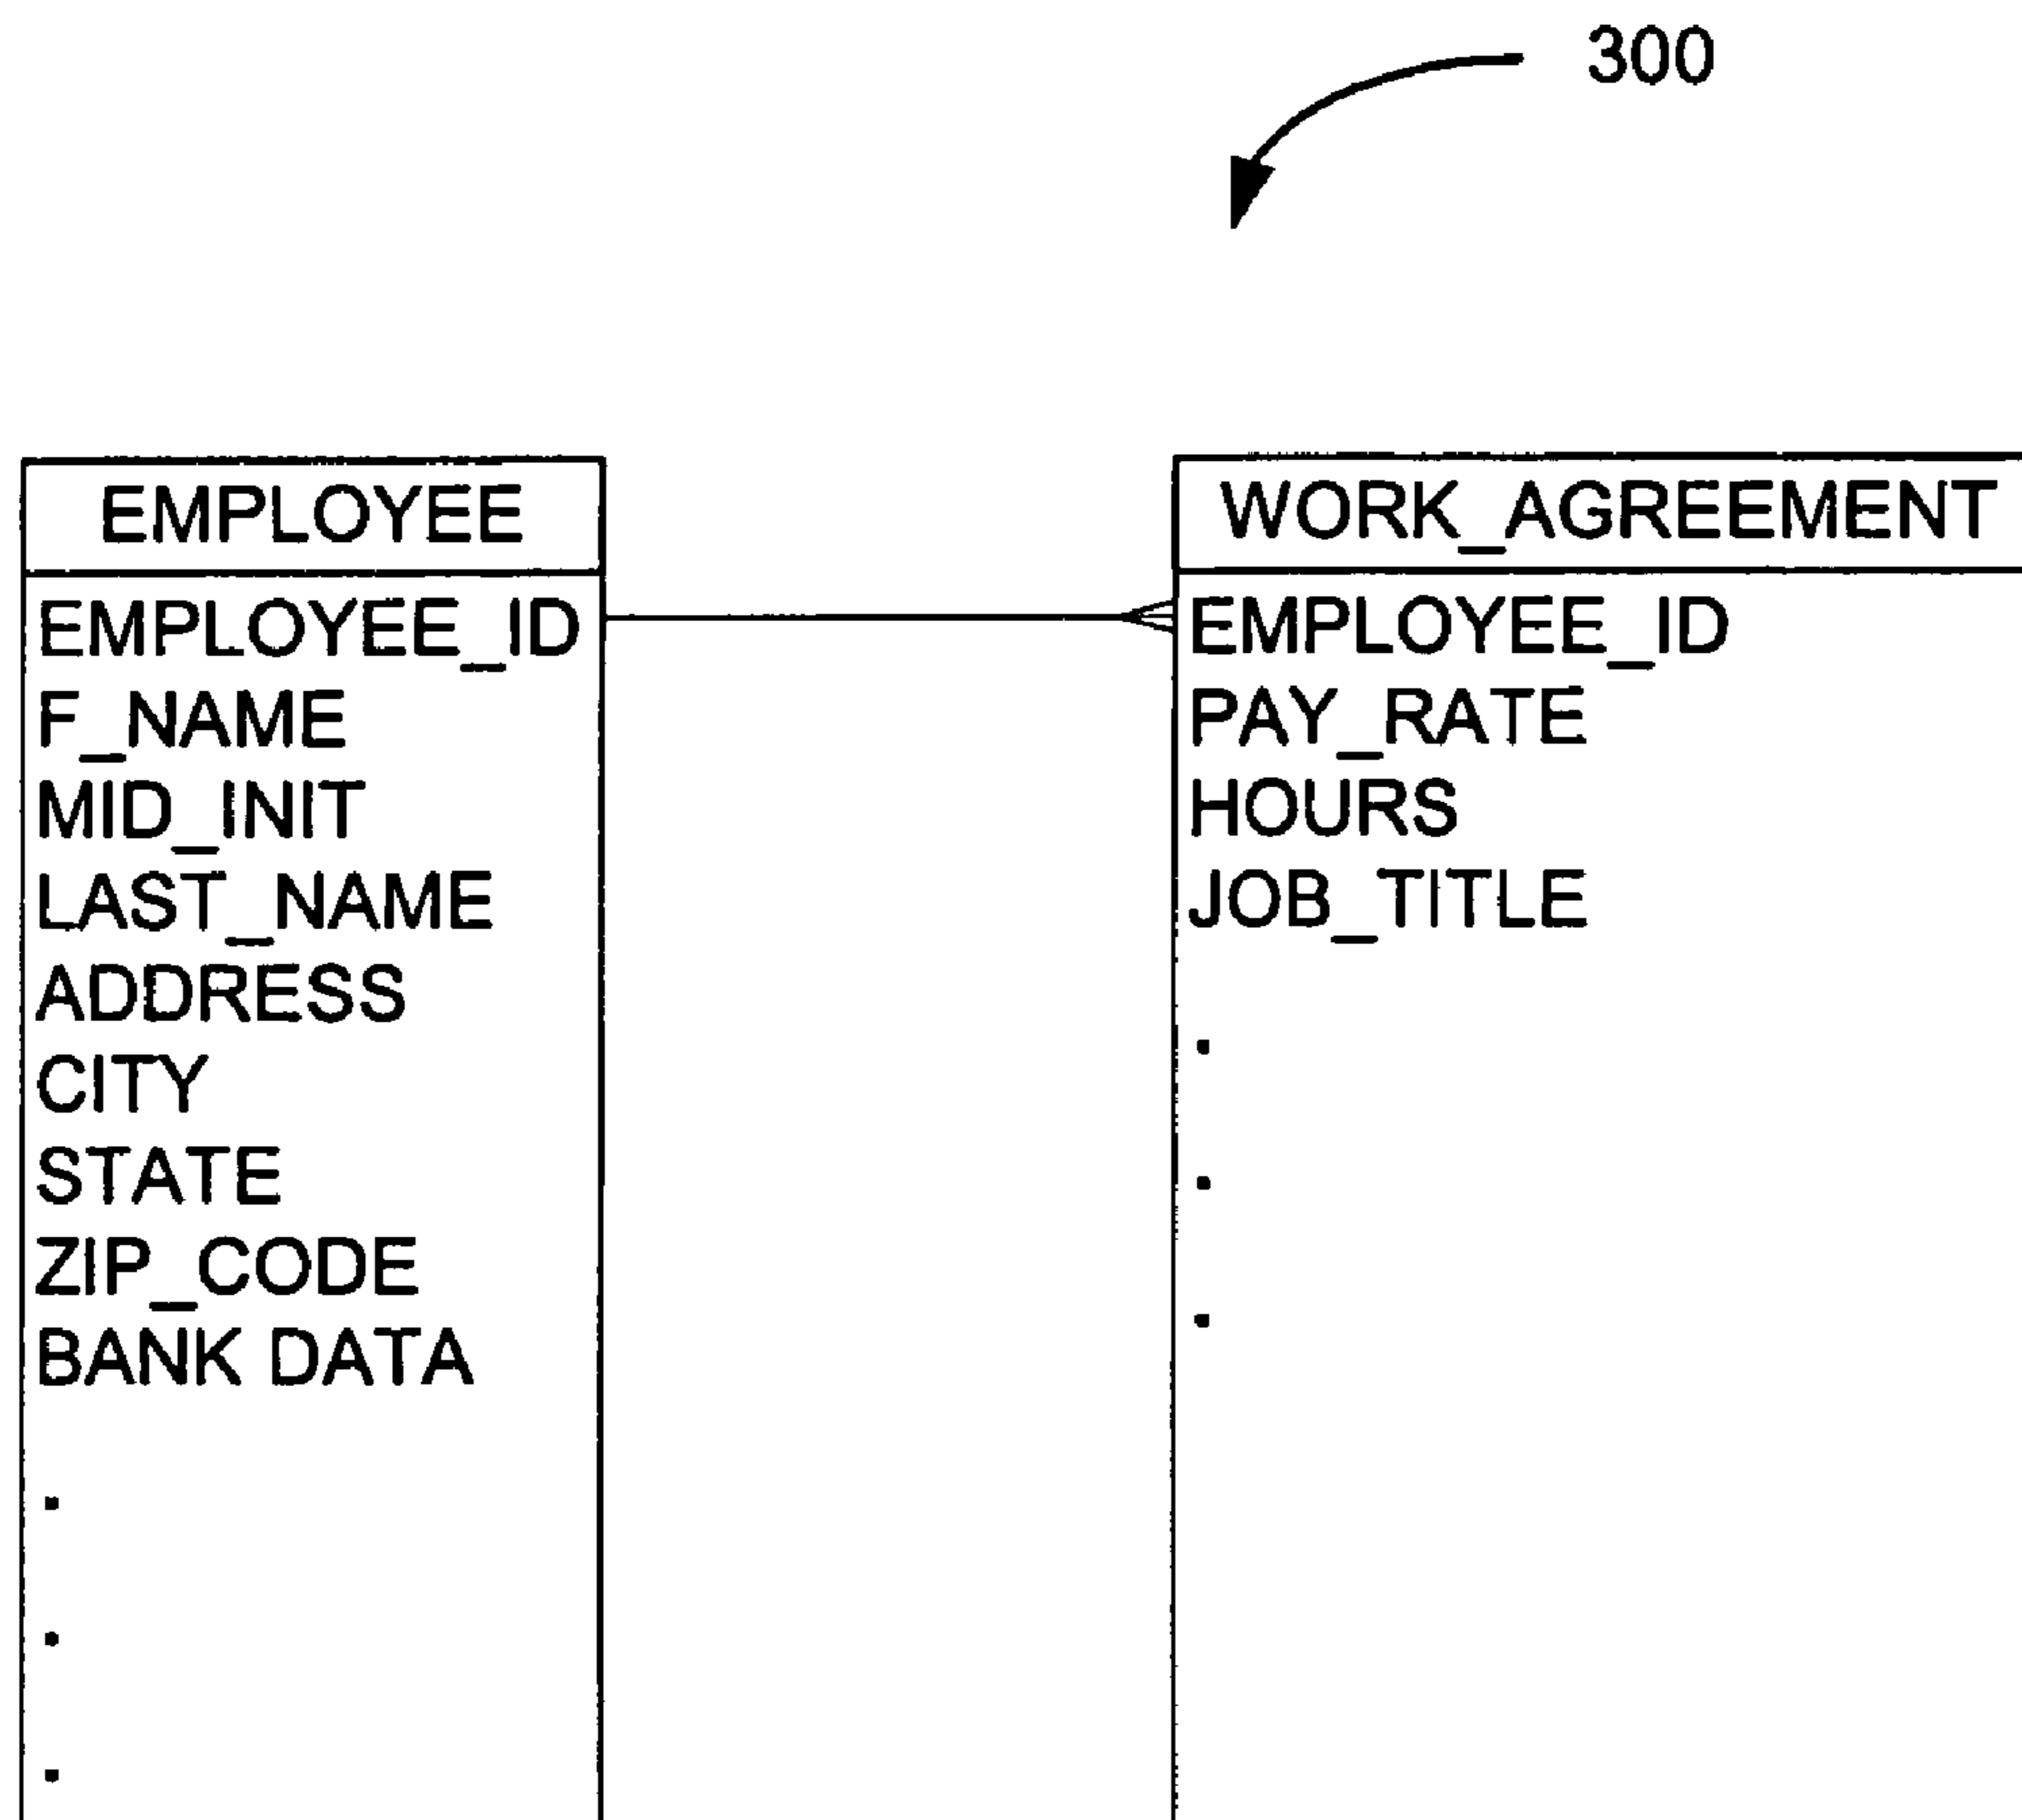 300
EMPLOYEE
EMPLOYEE_ID
F_NAME
MID_INIT
LAST_NAME
ADDRESS
CITY
STATE
ZIP_CODE
BANK DATA
.
.
.
WORK_AGREEMENT
EMPLOYEE_ID
PAY_RATE
HOURS
JOB_TITLE
.
.
.